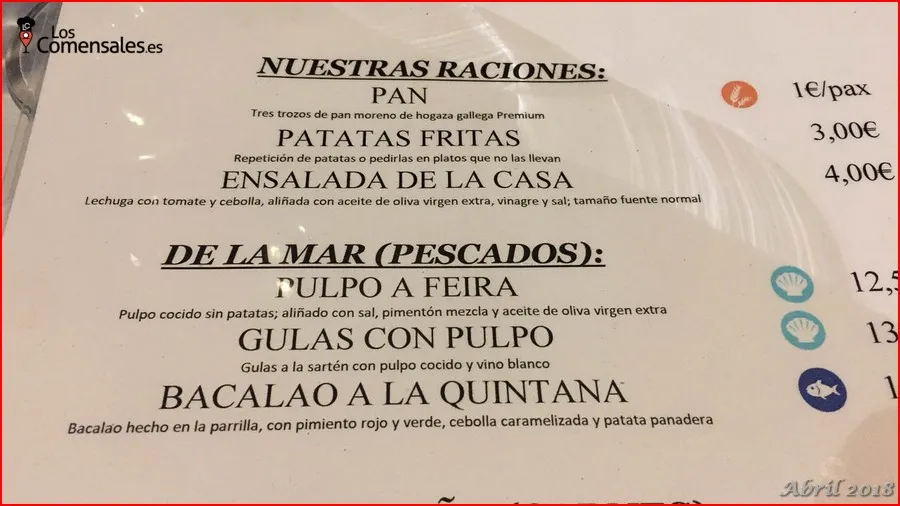 Los
Comensales.es
NUESTRAS RACIONES:
PAN 1€/pax
Tres trozos de pan moreno de hogaza gallega Premium
PATATAS FRITAS 3,00€
Repetición de patatas o pedirlas en platos que no las llevan
ENSALADA DE LA CASA 4,00€
Lechuga con tomate y cebolla, aliñada con aceite de oliva virgen extra, vinagre y sal; tamaño fuente normal
DE LA MAR (PESCADOS):
PULPO A FEIRA 12,5
Pulpo cocido sin patatas; aliñado con sal, pimentón mezcla y aceite de oliva virgen extra
GULAS CON PULPO 13
Gulas a la sartén con pulpo cocido y vino blanco
BACALAO A LA QUINTANA 1
Bacalao hecho en la parrilla, con pimiento rojo y verde, cebolla caramelizada y patata panadera
Abril 2018